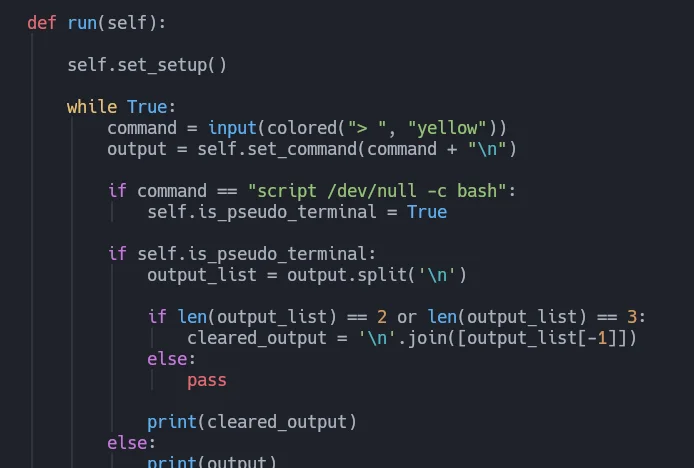 def run(self):
self.set_setup()
while True:
command = input(colored("> ", "yellow"))
output = self.set_command(command + "\n")
if command == "script /dev/null -c bash":
self.is_pseudo_terminal = True
if self.is_pseudo_terminal:
output_list = output.split('\n')
if len(output_list) == 2 or len(output_list) == 3:
cleared_output = '\n'.join([output_list[-1]])
else:
pass
print(cleared_output)
else:
print(output)